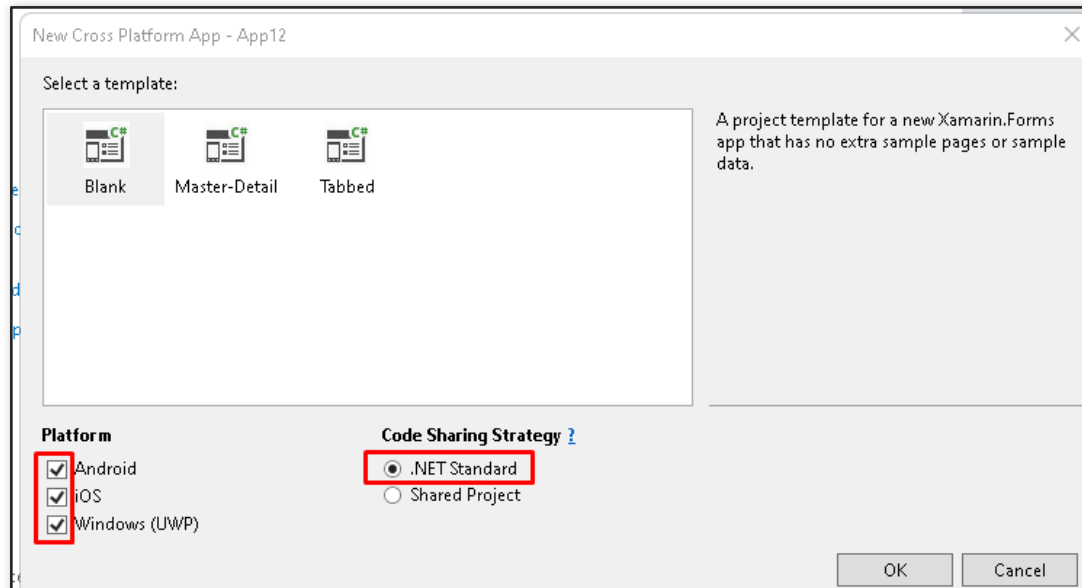 New Cross Platform App - App12
Select a template:
C#
C#
C#
Blank
Master-Detail
Tabbed
A project template for a new Xamarin.Forms
app that has no extra sample pages or sample
data.
Platform
Android
iOS
Windows (UWP)
Code Sharing Strategy ?
.NET Standard
Shared Project
OK
Cancel